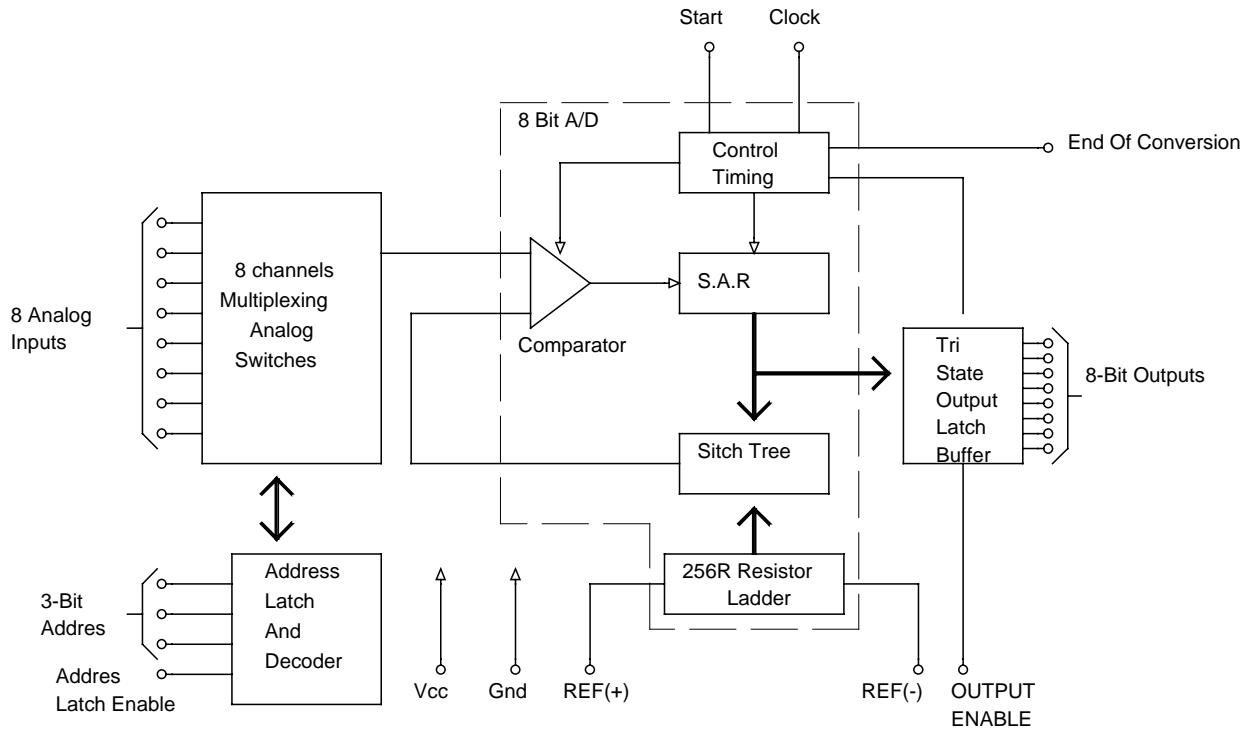 Start
Clock
8 Bit A/D
Control
Timing
End Of Conversion
8 channels
Multiplexing
Analog
Switches
8 Analog
Inputs
S.A.R
Comparator
Tri
State
Output
Latch
Buffer
8-Bit Outputs
Sitch Tree
Address
Latch
And
Decoder
3-Bit
Addres
Addres
Latch Enable
256R Resistor
Ladder
Vcc
Gnd
REF(+)
REF(-)
OUTPUT
ENABLE